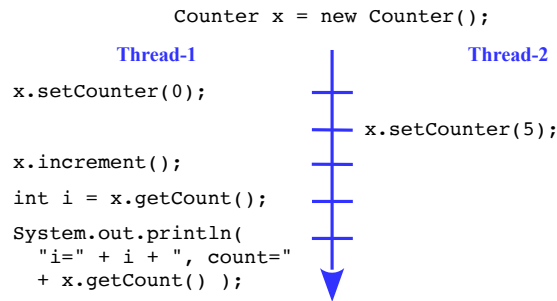 Counter x = new Counter();
Thread-1
Thread-2
x.setCounter(0);
x.setCounter(5);
x.increment();
int i = x.getCount();
System.out.println(
"i=" + i + ", count="
+ x.getCount() );